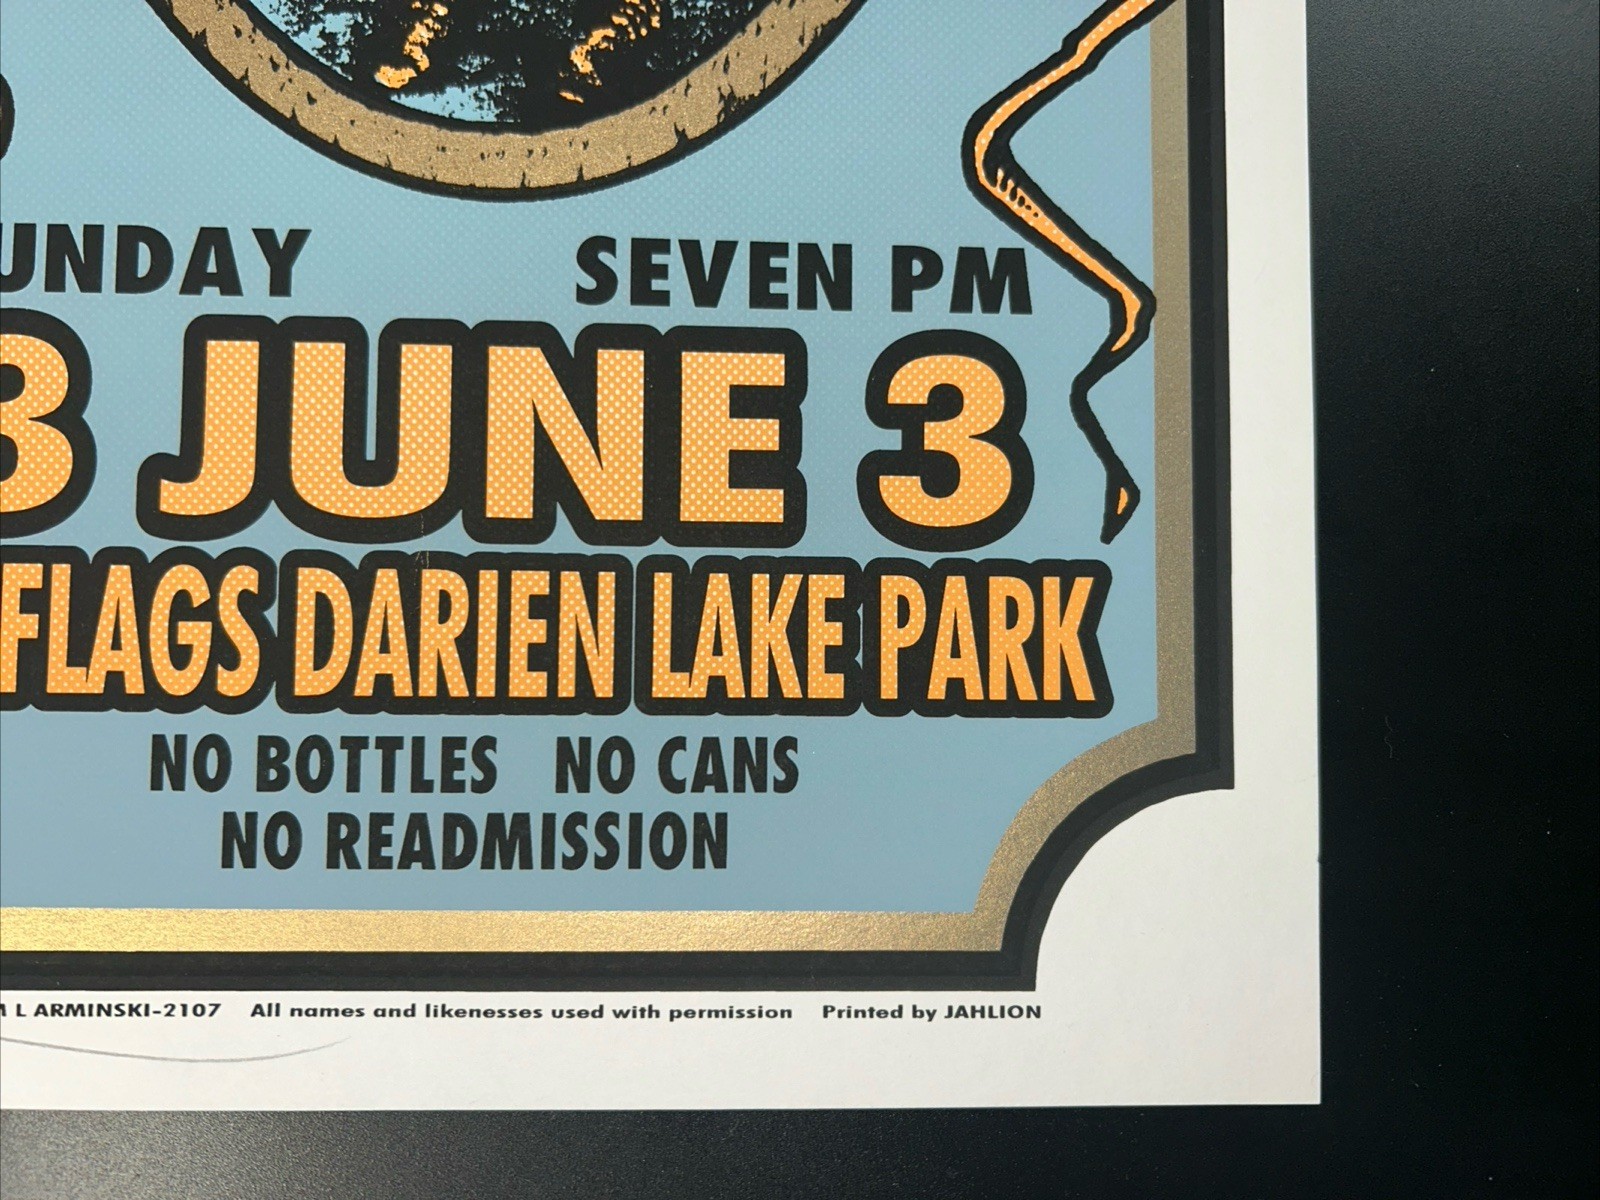 UNDAY SEVEN PM
3 JUNE 3
FLAGS DARIEN LAKE PARK
NO BOTTLES NO CANS
NO READMISSION
M L ARMINSKI-2107 All names and likenesses used with permission Printed by JAHLION